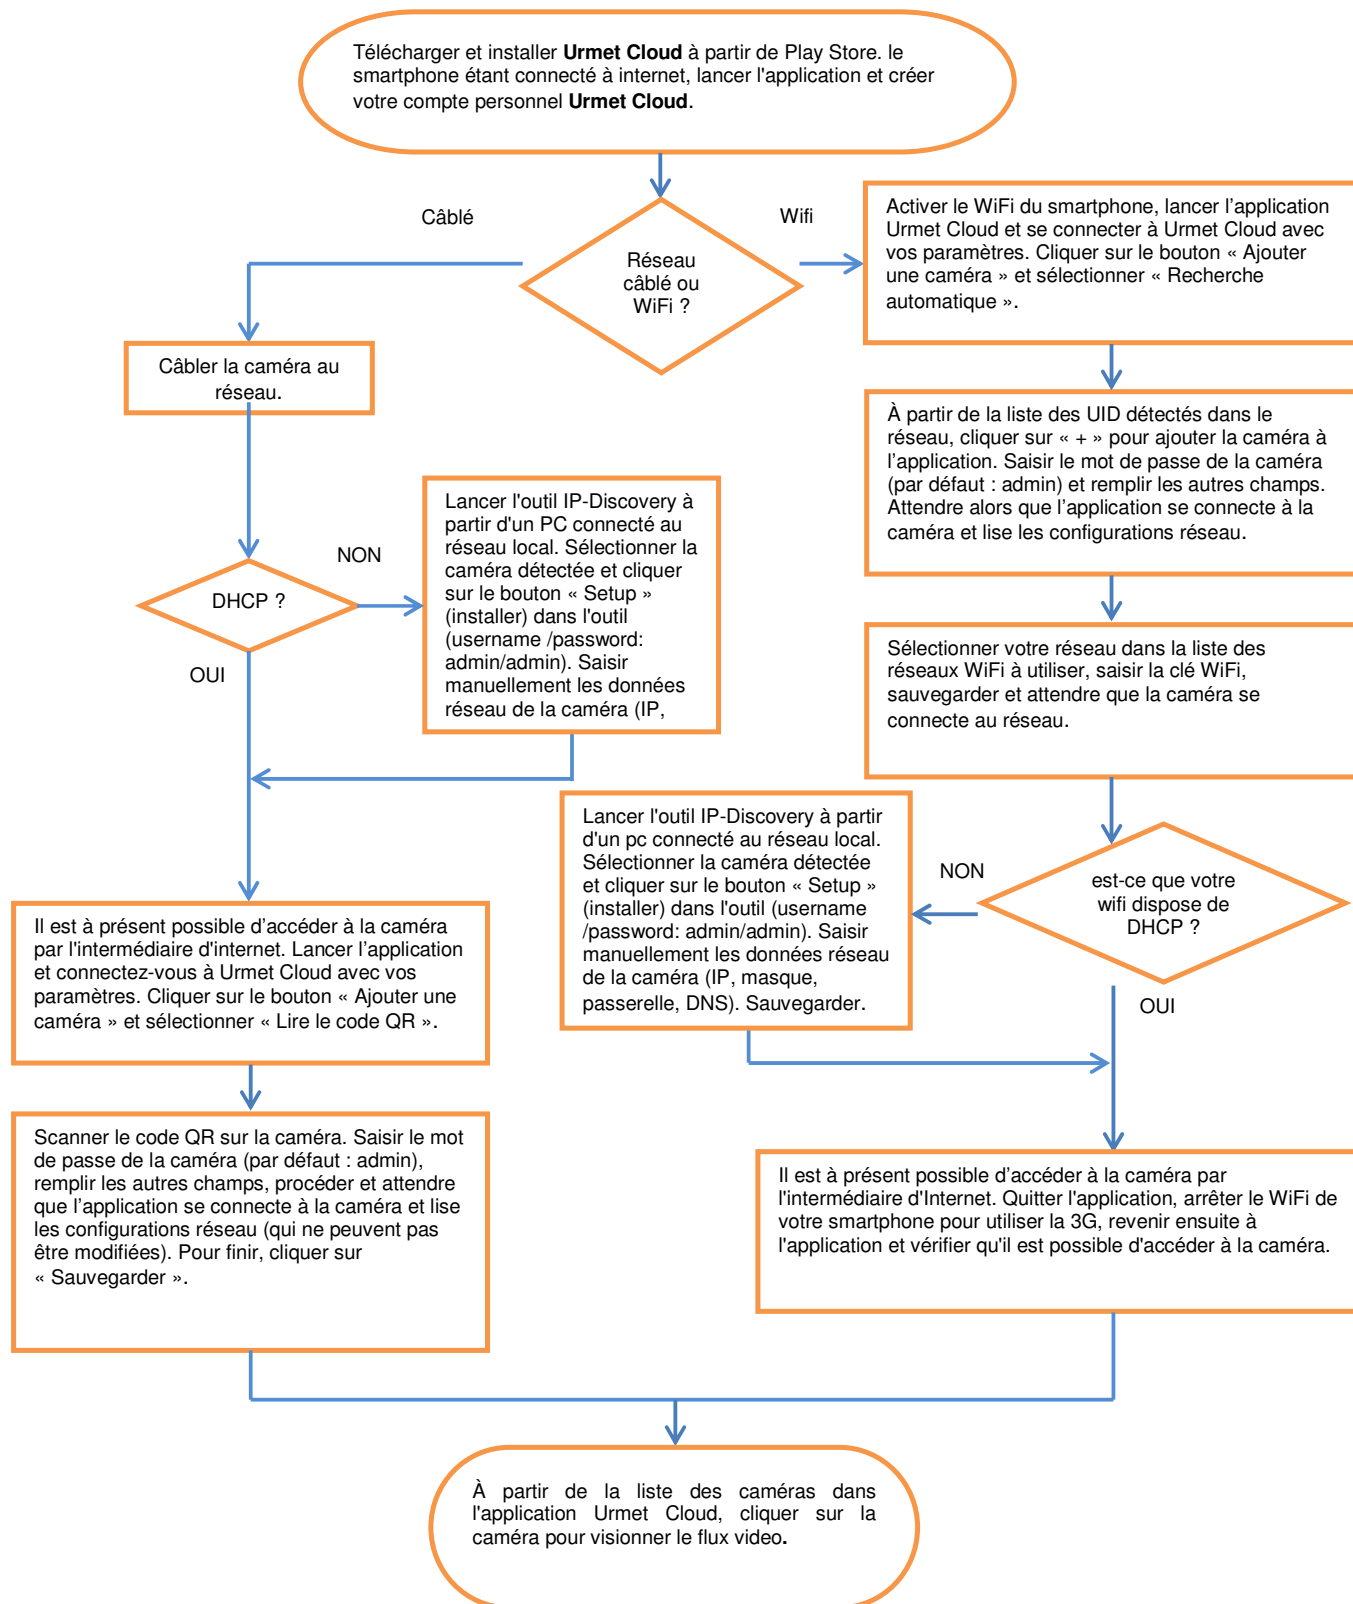 Télécharger et installer Urmet Cloud à partir de Play Store. le
smartphone étant connecté à internet, lancer l'application et créer
votre compte personnel Urmet Cloud.
Câblé
Wifi
Réseau
câblé ou
WiFi ?
Activer le WiFi du smartphone, lancer l’application
Urmet Cloud et se connecter à Urmet Cloud avec
vos paramètres. Cliquer sur le bouton « Ajouter
une caméra » et sélectionner « Recherche
automatique ».
Câbler la caméra au
réseau.
À partir de la liste des UID détectés dans le
réseau, cliquer sur « + » pour ajouter la caméra à
l’application. Saisir le mot de passe de la caméra
(par défaut : admin) et remplir les autres champs.
Attendre alors que l’application se connecte à la
caméra et lise les configurations réseau.
Lancer l'outil IP-Discovery à
partir d'un PC connecté au
réseau local. Sélectionner la
caméra détectée et cliquer
sur le bouton « Setup »
(installer) dans l'outil
(username /password:
admin/admin). Saisir
manuellement les données
réseau de la caméra (IP,
NON
DHCP ?
OUI
Sélectionner votre réseau dans la liste des
réseaux WiFi à utiliser, saisir la clé WiFi,
sauvegarder et attendre que la caméra se
connecte au réseau.
Lancer l'outil IP-Discovery à partir
d'un pc connecté au réseau local.
Sélectionner la caméra détectée
et cliquer sur le bouton « Setup »
(installer) dans l'outil (username
/password: admin/admin). Saisir
manuellement les données réseau
de la caméra (IP, masque,
passerelle, DNS). Sauvegarder.
NON
est-ce que votre
wifi dispose de
DHCP ?
OUI
Il est à présent possible d’accéder à la caméra
par l'intermédiaire d'internet. Lancer l’application
et connectez-vous à Urmet Cloud avec vos
paramètres. Cliquer sur le bouton « Ajouter une
caméra » et sélectionner « Lire le code QR ».
Scanner le code QR sur la caméra. Saisir le mot
de passe de la caméra (par défaut : admin),
remplir les autres champs, procéder et attendre
que l’application se connecte à la caméra et lise
les configurations réseau (qui ne peuvent pas
être modifiées). Pour finir, cliquer sur
« Sauvegarder ».
Il est à présent possible d’accéder à la caméra par
l'intermédiaire d'Internet. Quitter l'application, arrêter le WiFi de
votre smartphone pour utiliser la 3G, revenir ensuite à
l'application et vérifier qu'il est possible d'accéder à la caméra.
À partir de la liste des caméras dans
l'application Urmet Cloud, cliquer sur la
caméra pour visionner le flux video.